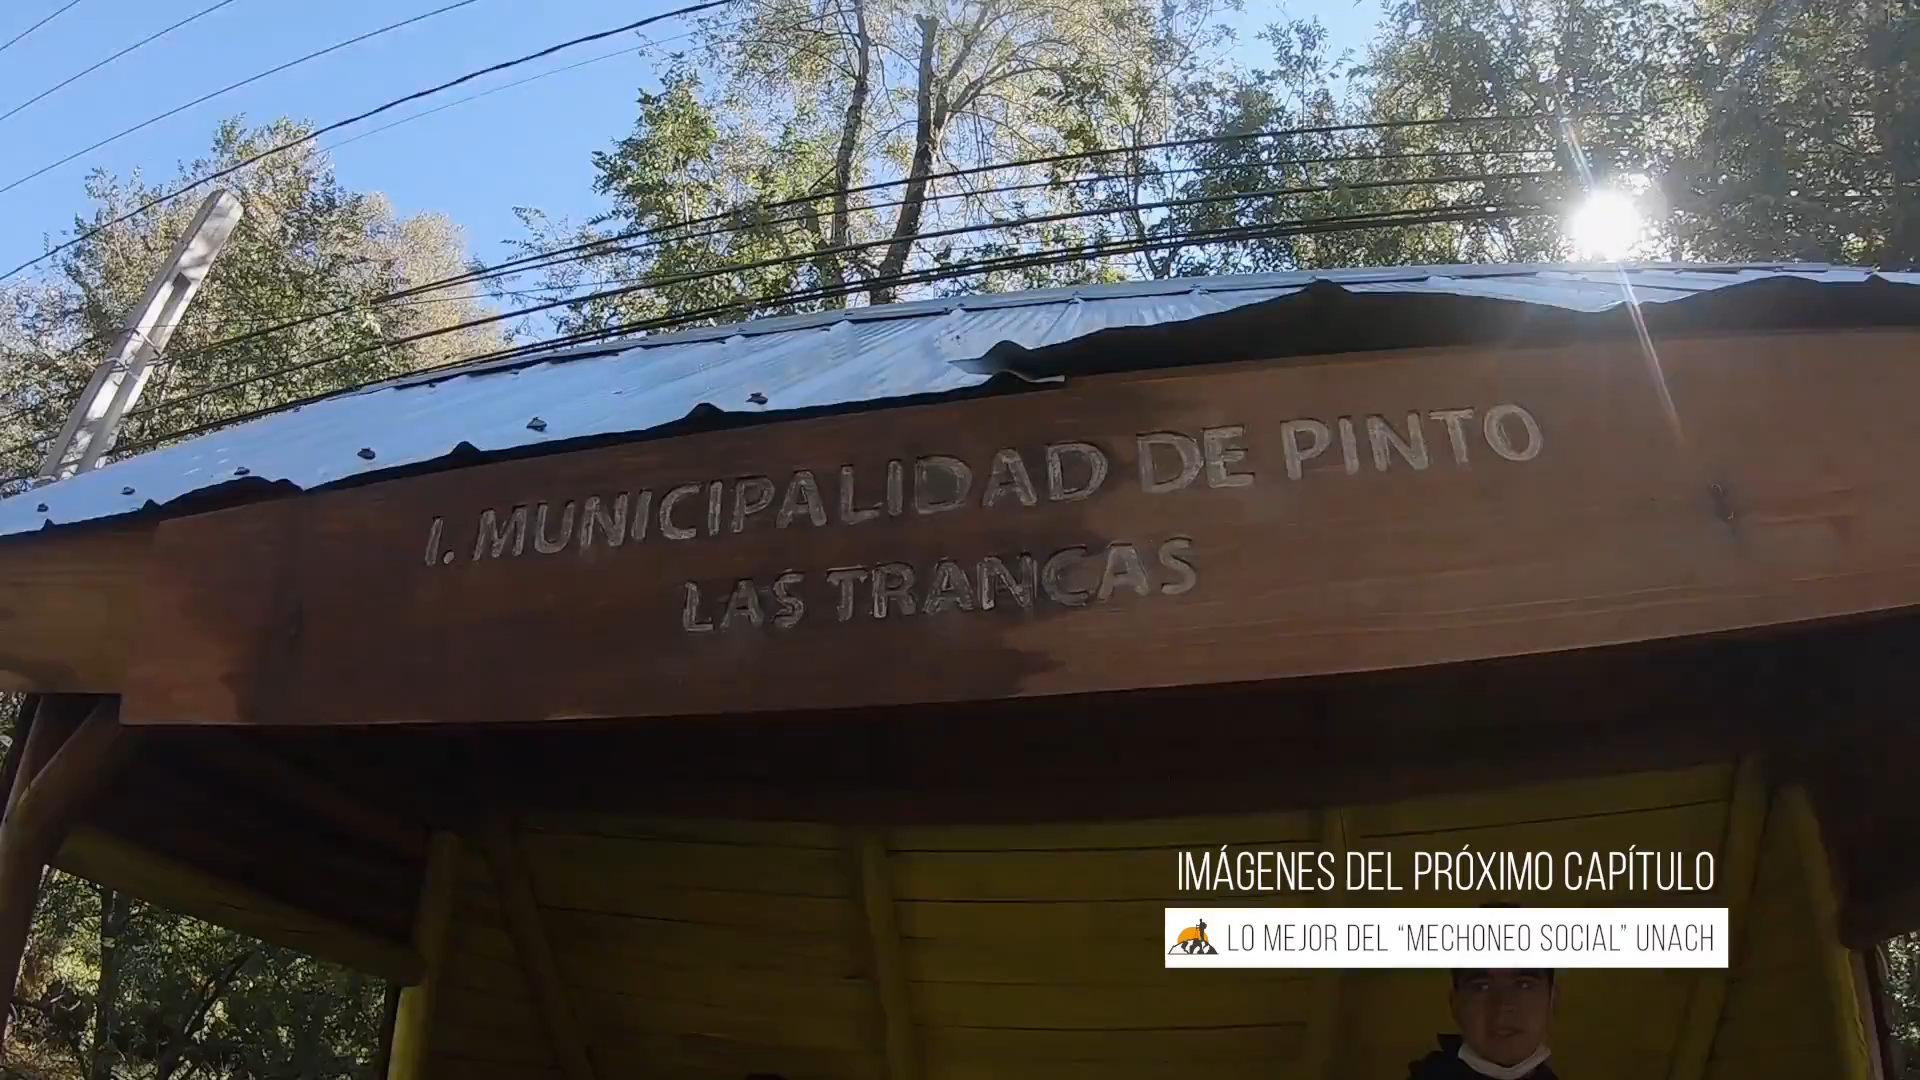 I. MUNICIPALIDAD DE PINTO
LAS TRANCAS
IMÁGENES DEL PRÓXIMO CAPÍTULO
LO MEJOR DEL “MECHONEO SOCIAL” UNACH